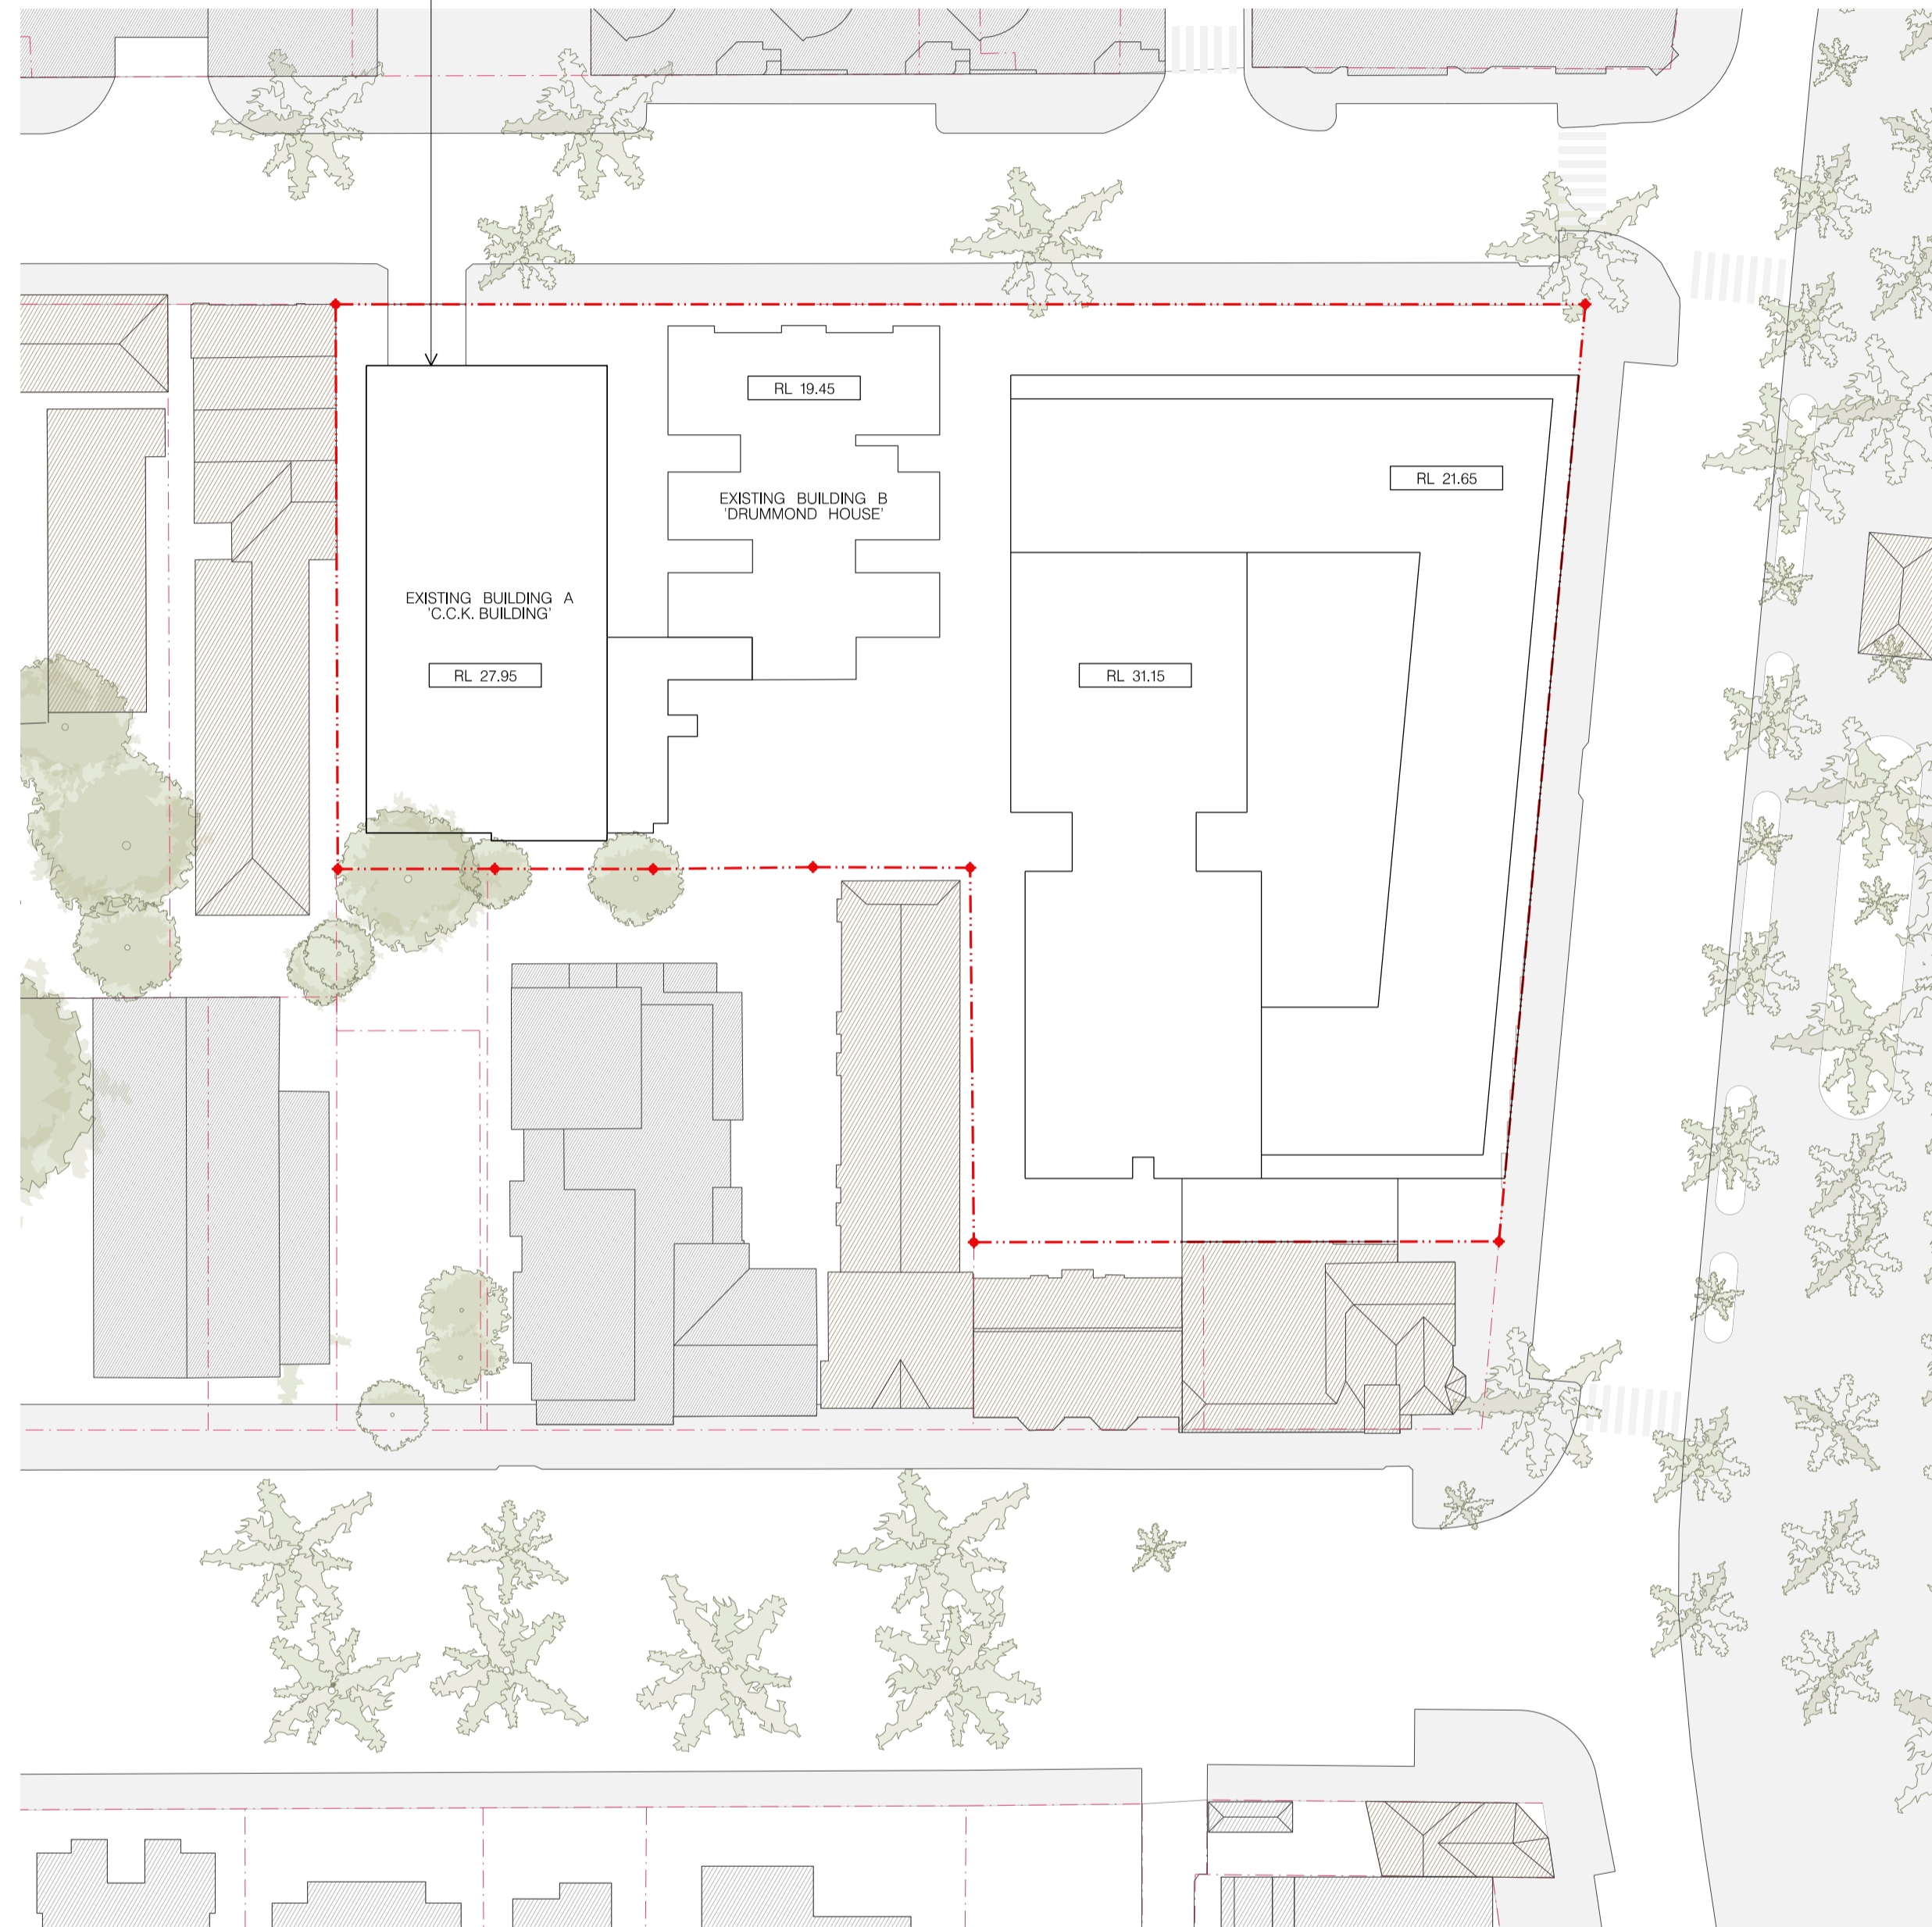 RL 19.45
RL 21.65
EXISTING BUILDING B
'DRUMMOND HOUSE'
EXISTING BUILDING A
'C.C.K. BUILDING'
RL 27.95
RL 31.15